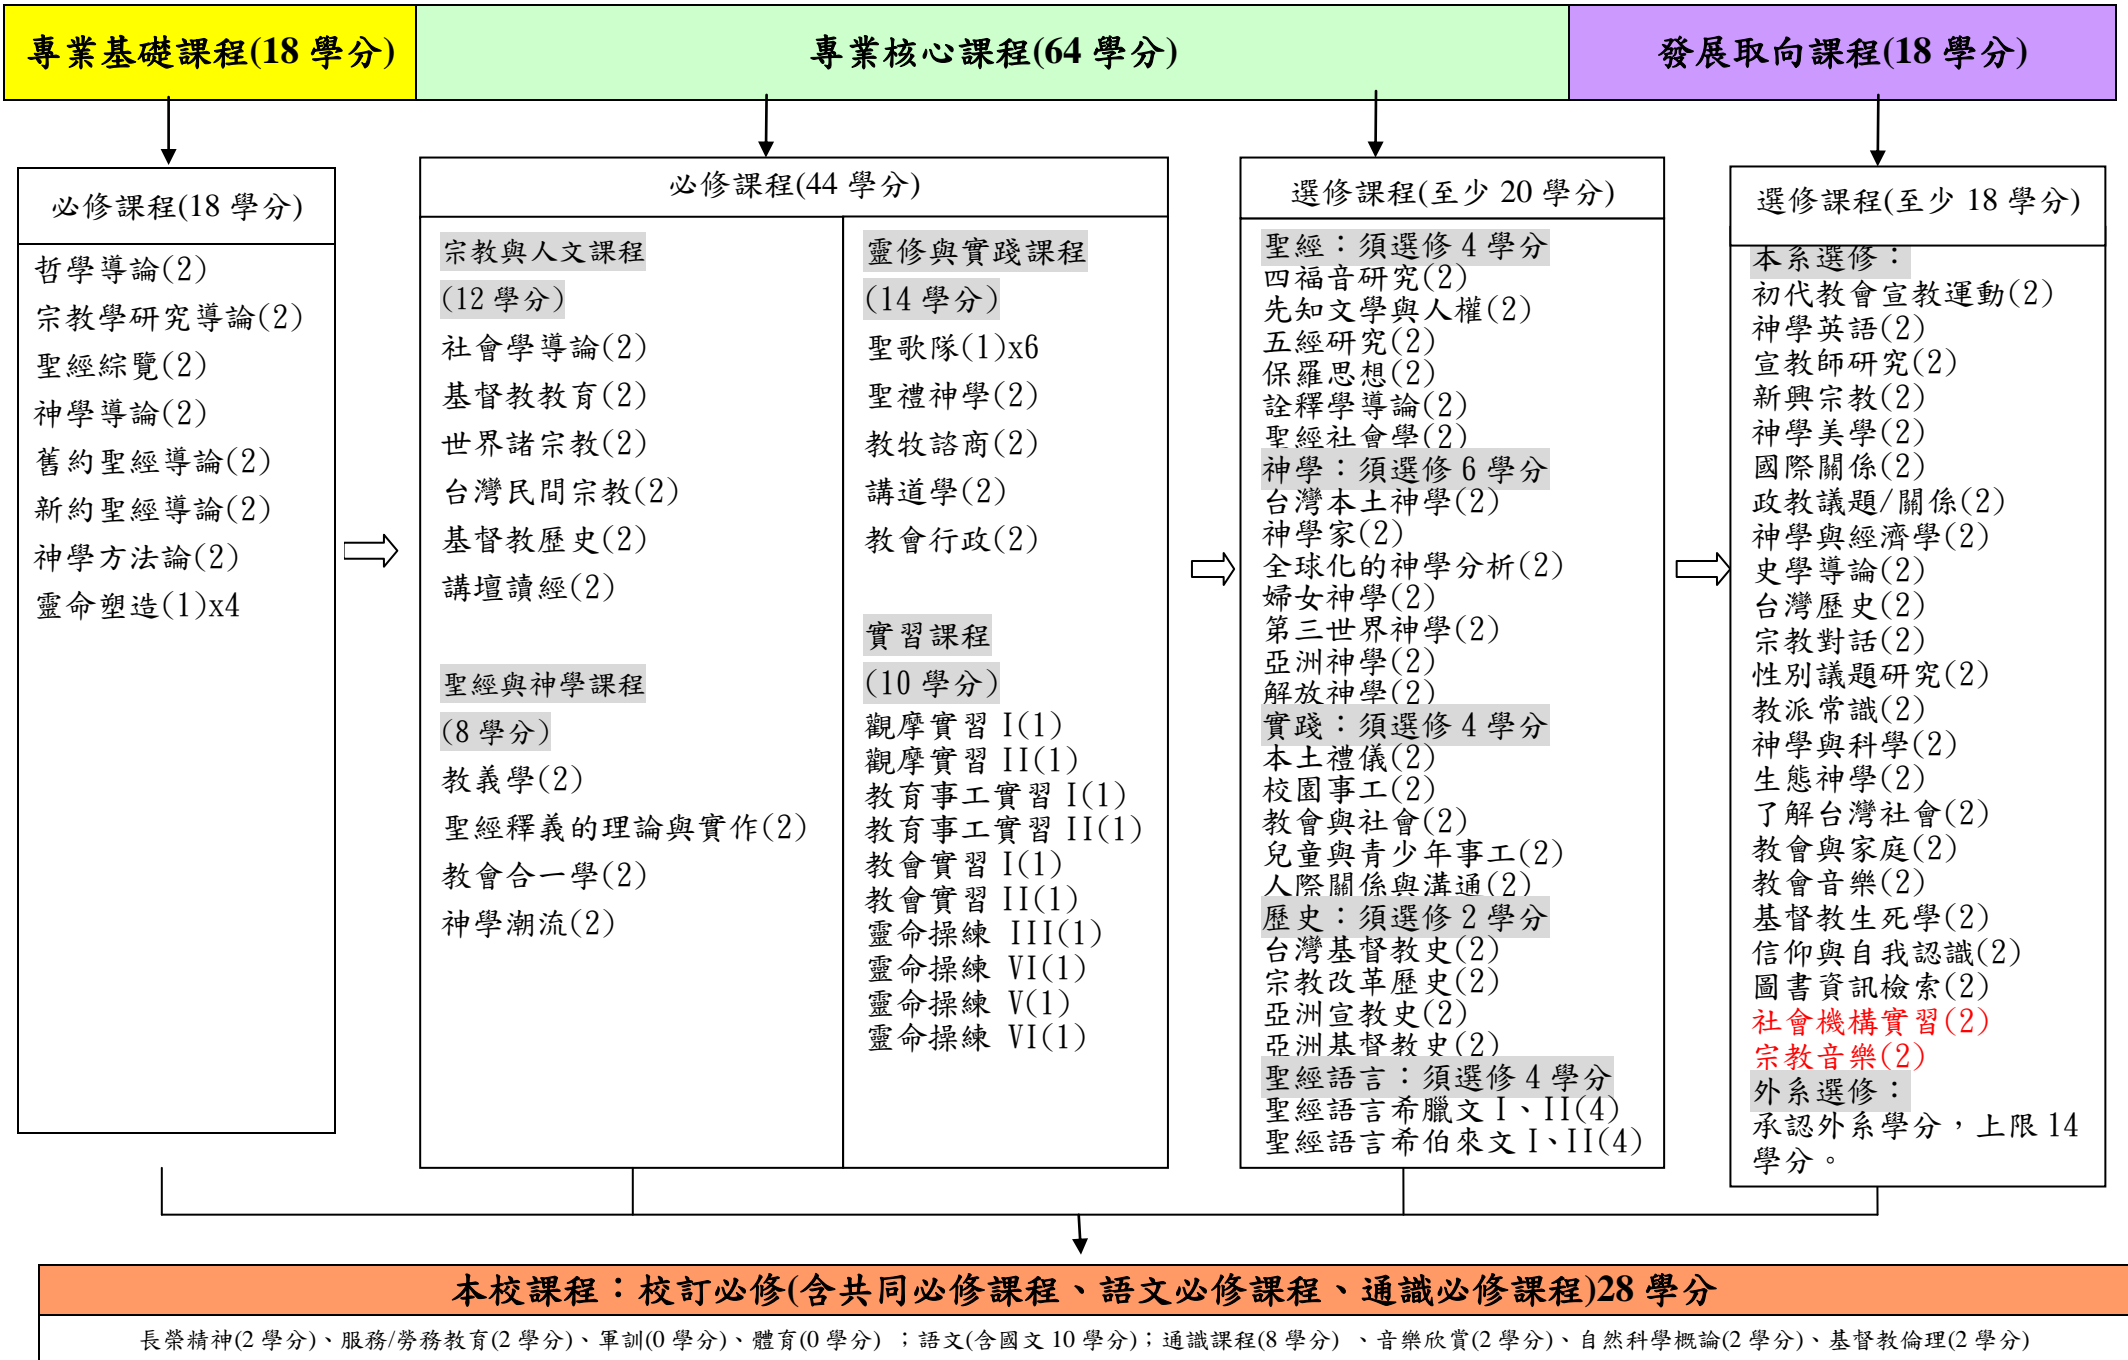 專業基礎課程(18 學分)
專業核心課程(64 學分)
發展取向課程(18 學分)
必修課程(18 學分)
哲學導論(2)
宗教學研究導論(2)
聖經綜覽(2)
神學導論(2)
舊約聖經導論(2)
新約聖經導論(2)
神學方法論(2)
靈命塑造(1)x4
必修課程(44 學分)
宗教與人文課程
(12 學分)
社會學導論(2)
基督教教育(2)
世界諸宗教(2)
台灣民間宗教(2)
基督教歷史(2)
講壇讀經(2)
聖經與神學課程
(8 學分)
教義學(2)
聖經釋義的理論與實作(2)
教會合一學(2)
神學潮流(2)
靈修與實踐課程
(14 學分)
聖歌隊(1)x6
聖禮神學(2)
教牧諮商(2)
講道學(2)
教會行政(2)
實習課程
(10 學分)
觀摩實習 I(1)
觀摩實習 II(1)
教育事工實習 I(1)
教育事工實習 II(1)
教會實習 I(1)
教會實習 II(1)
靈命操練 III(1)
靈命操練 VI(1)
靈命操練 V(1)
靈命操練 VI(1)
選修課程(至少 20 學分)
聖經：須選修 4 學分
四福音研究(2)
先知文學與人權(2)
五經研究(2)
保羅思想(2)
詮釋學導論(2)
聖經社會學(2)
神學：須選修 6 學分
台灣本土神學(2)
神學家(2)
全球化的神學分析(2)
婦女神學(2)
第三世界神學(2)
亞洲神學(2)
解放神學(2)
實踐：須選修 4 學分
本土禮儀(2)
校園事工(2)
教會與社會(2)
兒童與青少年事工(2)
人際關係與溝通(2)
歷史：須選修 2 學分
台灣基督教史(2)
宗教改革歷史(2)
亞洲宣教史(2)
亞洲基督教史(2)
聖經語言：須選修 4 學分
聖經語言希臘文 I、II(4)
聖經語言希伯來文 I、II(4)
選修課程(至少 18 學分)
本系選修：
初代教會宣教運動(2)
神學英語(2)
宣教師研究(2)
新興宗教(2)
神學美學(2)
國際關係(2)
政教議題/關係(2)
神學與經濟學(2)
史學導論(2)
台灣歷史(2)
宗教對話(2)
性別議題研究(2)
教派常識(2)
神學與科學(2)
生態神學(2)
了解台灣社會(2)
教會與家庭(2)
教會音樂(2)
基督教生死學(2)
信仰與自我認識(2)
圖書資訊檢索(2)
社會機構實習(2)
宗教音樂(2)
外系選修：
承認外系學分，上限 14
學分。
本校課程：校訂必修(含共同必修課程、語文必修課程、通識必修課程)28 學分
長榮精神(2 學分)、服務/勞務教育(2 學分)、軍訓(0 學分)、體育(0 學分) ；語文(含國文 10 學分)；通識課程(8 學分) 、音樂欣賞(2 學分)、自然科學概論(2 學分)、基督教倫理(2 學分)